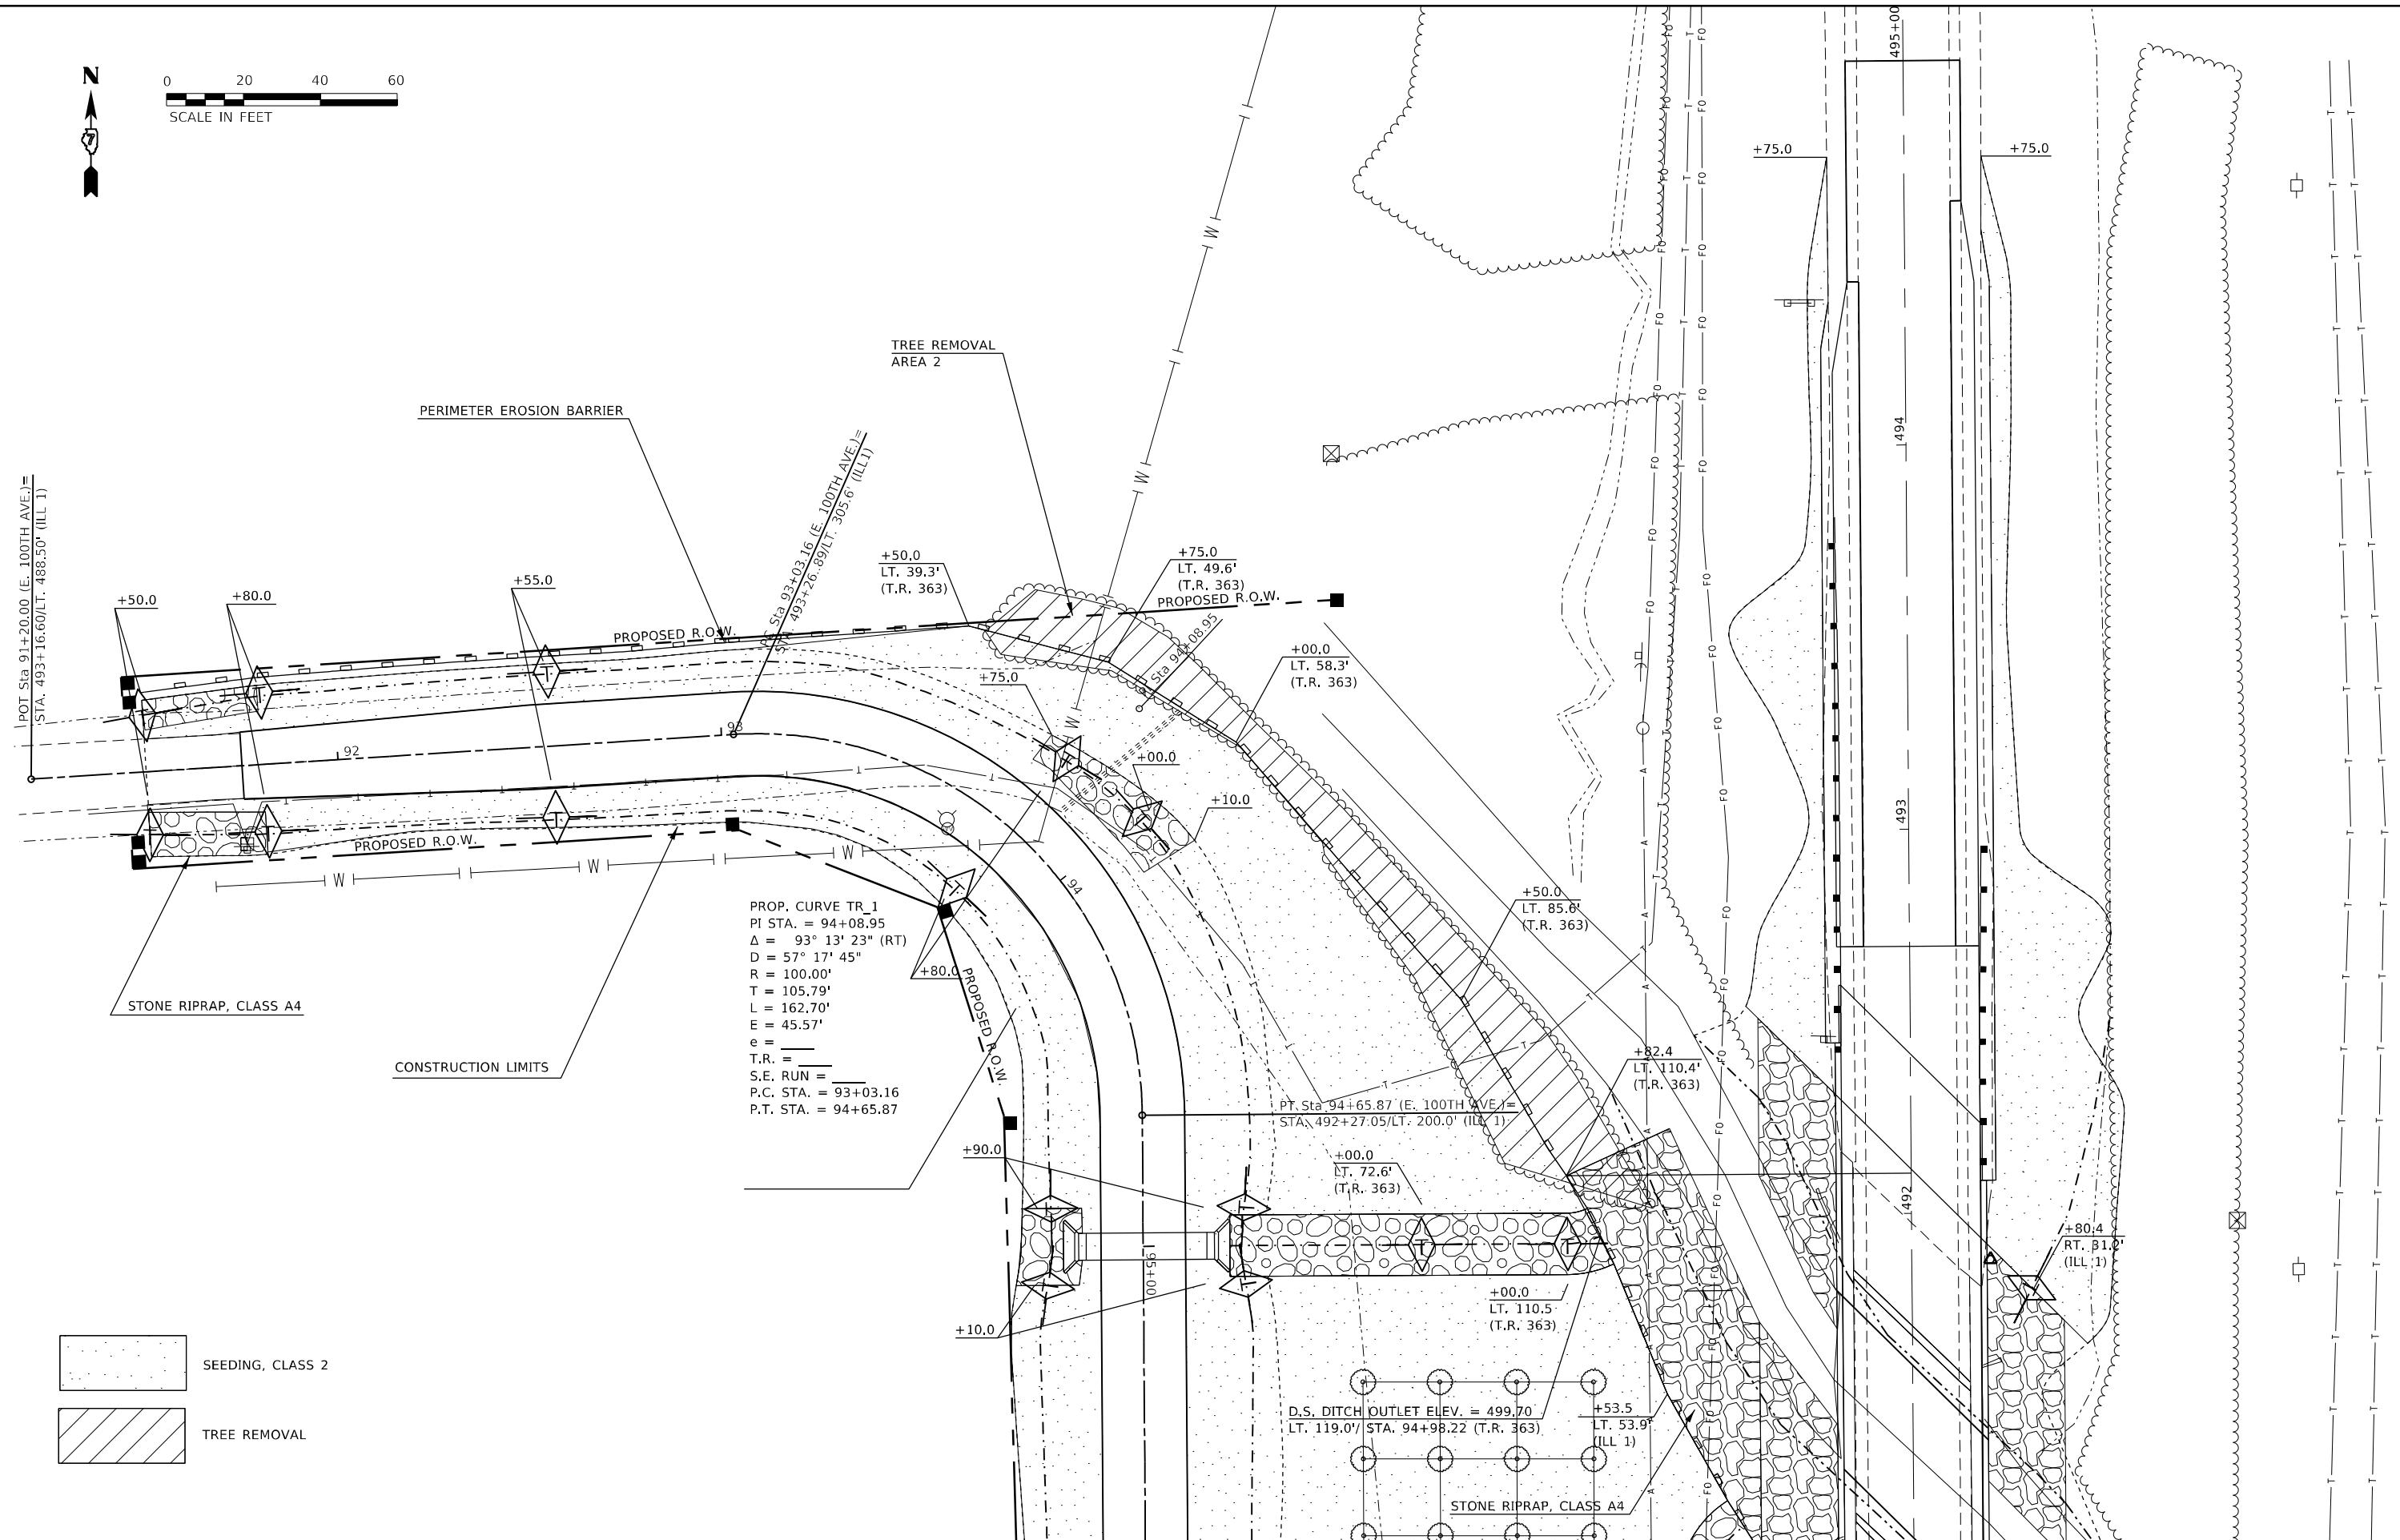 N
0 20 40 60
SCALE IN FEET
7
495+00
+75.0
+75.0
494
493
492
TREE REMOVAL
AREA 2
PERIMETER EROSION BARRIER
POT Sta 91+20.00 (E. 100TH AVE.)=
STA. 493+16.60/LT. 488.50' (ILL 1)
PC Sta 93+03.16 (E. 100TH AVE.)=
STA. 493+26.89/LT. 305.6' (ILL1)
+50.0
+80.0
+55.0
+50.0
LT. 39.3'
(T.R. 363)
+75.0
LT. 49.6'
(T.R. 363)
PROPOSED R.O.W.
PROPOSED R.O.W.
PI Sta 94+08.95
+00.0
LT. 58.3'
(T.R. 363)
+75.0
+00.0
+10.0
92
93
94
95+00
PROPOSED R.O.W.
PROPOSED R.O.W.
+50.0
LT. 85.6'
(T.R. 363)
PROP. CURVE TR_1
PI STA. = 94+08.95
Δ = 93° 13' 23" (RT)
D = 57° 17' 45"
R = 100.00'
T = 105.79'
L = 162.70'
E = 45.57'
e = ____
T.R. = ____
S.E. RUN = ____
P.C. STA. = 93+03.16
P.T. STA. = 94+65.87
+80.0
STONE RIPRAP, CLASS A4
CONSTRUCTION LIMITS
+82.4
LT. 110.4'
(T.R. 363)
PT Sta 94+65.87 (E. 100TH AVE.)=
STA. 492+27.05/LT. 200.0' (ILL 1)
+90.0
+00.0
LT. 72.6'
(T.R. 363)
+80.4
RT. 31.2'
(ILL 1)
+00.0
LT. 110.5
(T.R. 363)
+10.0
SEEDING, CLASS 2
TREE REMOVAL
D.S. DITCH OUTLET ELEV. = 499.70
LT. 119.0'/ STA. 94+98.22 (T.R. 363)
+53.5
LT. 53.9'
(ILL 1)
STONE RIPRAP, CLASS A4